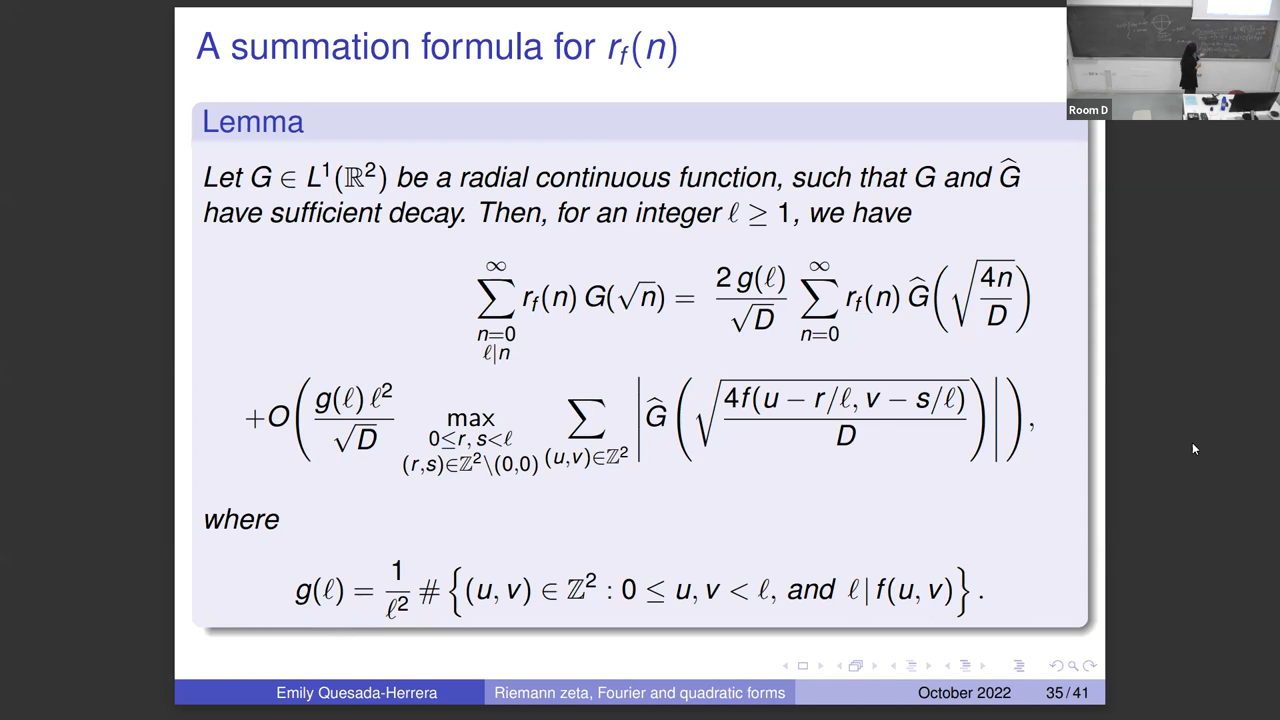 A summation formula for r_f(n)
Room D
Lemma
Let G ∈ L¹(ℝ²) be a radial continuous function, such that G and Ĝ
have sufficient decay. Then, for an integer ℓ ≥ 1, we have
∑_{n=0, ℓ|n}^{∞} r_f(n) G(√n) = (2 g(ℓ))/√D ∑_{n=0}^{∞} r_f(n) Ĝ(√(4n/D))
+O( (g(ℓ) ℓ²)/√D max_{0≤r, s<ℓ, (r,s)∈ℤ²\(0,0)} ∑_{(u,v)∈ℤ²} | Ĝ( √(4f(u − r/ℓ, v − s/ℓ)/D) ) | ),
where
g(ℓ) = 1/ℓ² # { (u, v) ∈ ℤ² : 0 ≤ u, v < ℓ, and ℓ | f(u, v) } .
Emily Quesada-Herrera Riemann zeta, Fourier and quadratic forms October 2022 35 / 41